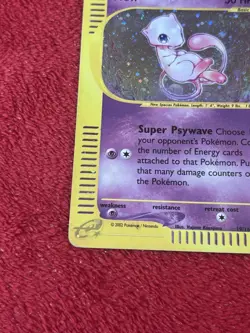 New Species Pokémon. Length: 1' 4", Weight: 9 lbs.
Super Psywave Choose
your opponent's Pokémon. Co
the number of Energy cards
attached to that Pokémon. Pu
that many damage counters o
the Pokémon.
weakness resistance retreat cost
© 2002 Pokémon / Nintendo